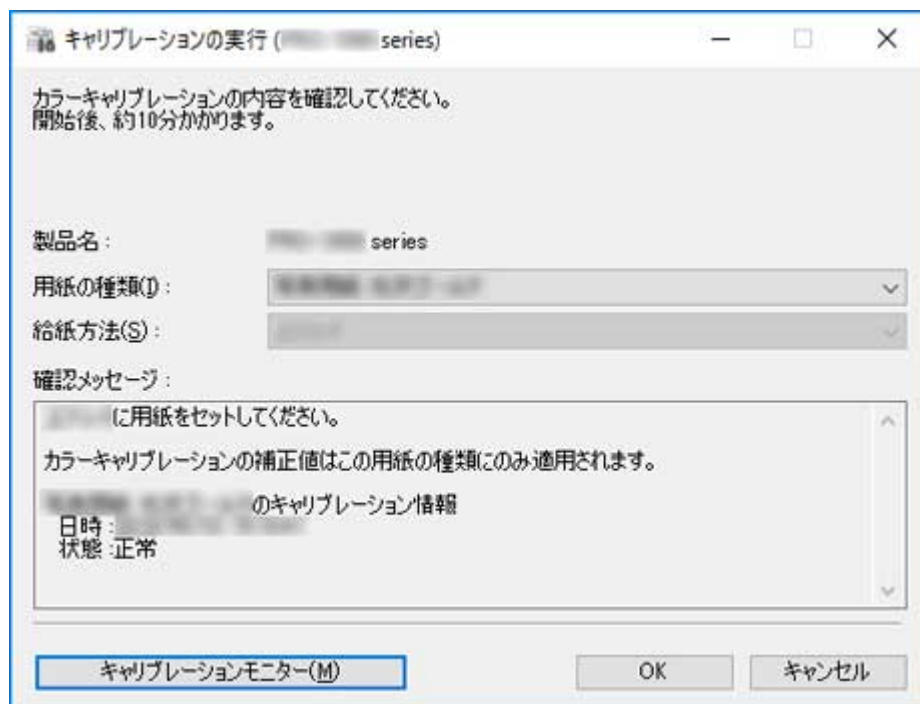 キャリブレーションの実行 ( series)
カラーキャリブレーションの内容を確認してください。
開始後、約10分かかります。
製品名 : series
用紙の種類(I) :
給紙方法(S) :
確認メッセージ :
に用紙をセットしてください。
カラーキャリブレーションの補正値はこの用紙の種類にのみ適用されます。
のキャリブレーション情報
日時 :
状態 :正常
キャリブレーションモニター(M)
OK
キャンセル